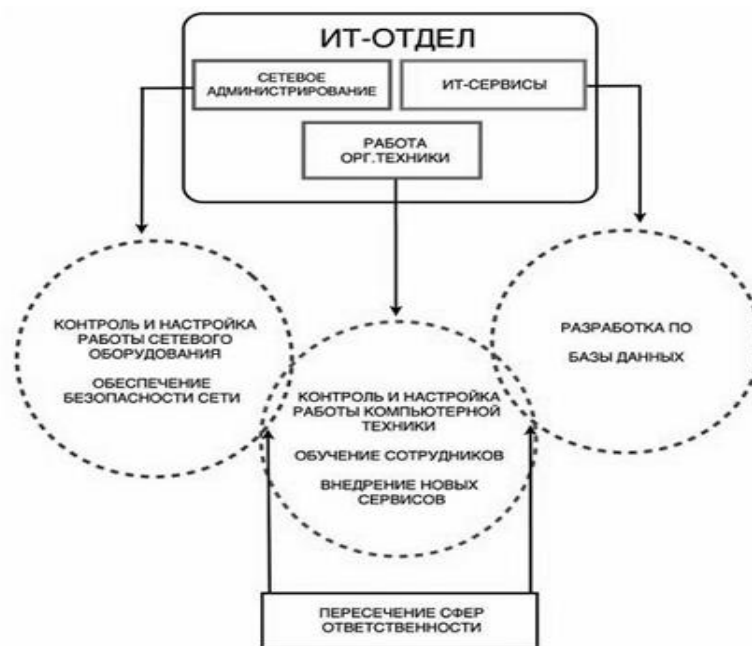 ИТ-ОТДЕЛ
СЕТЕВОЕ
АДМИНИСТРИРОВАНИЕ
ИТ-СЕРВИСЫ
РАБОТА
ОРГ.ТЕХНИКИ
КОНТРОЛЬ И НАСТРОЙКА
РАБОТЫ СЕТЕВОГО
ОБОРУДОВАНИЯ
ОБЕСПЕЧЕНИЕ
БЕЗОПАСНОСТИ СЕТИ
КОНТРОЛЬ И НАСТРОЙКА
РАБОТЫ КОМПЬЮТЕРНОЙ
ТЕХНИКИ
ОБУЧЕНИЕ СОТРУДНИКОВ
ВНЕДРЕНИЕ НОВЫХ
СЕРВИСОВ
РАЗРАБОТКА ПО
БАЗЫ ДАННЫХ
ПЕРЕСЕЧЕНИЕ СФЕР
ОТВЕТСТВЕННОСТИ